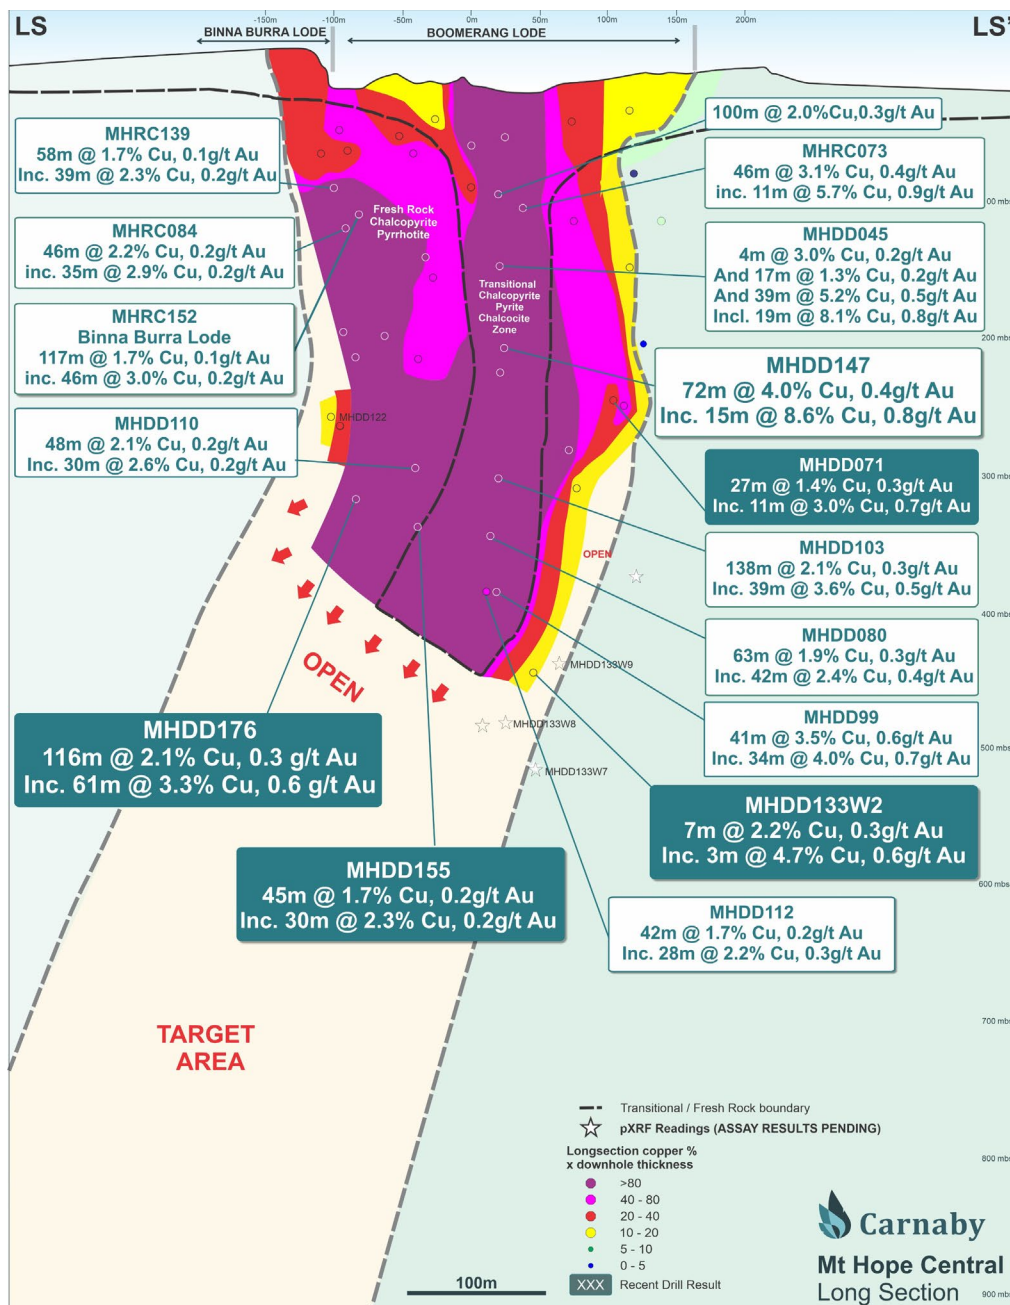 LS
LS'
-150m
-100m
-50m
0m
50m
100m
150m
200m
BINNA BURRA LODE
BOOMERANG LODE
MHRC139
58m @ 1.7% Cu, 0.1g/t Au
Inc. 39m @ 2.3% Cu, 0.2g/t Au
MHRC084
46m @ 2.2% Cu, 0.2g/t Au
inc. 35m @ 2.9% Cu, 0.2g/t Au
MHRC152
Binna Burra Lode
117m @ 1.7% Cu, 0.1g/t Au
inc. 46m @ 3.0% Cu, 0.2g/t Au
MHDD110
48m @ 2.1% Cu, 0.2g/t Au
Inc. 30m @ 2.6% Cu, 0.2g/t Au
MHDD122
Fresh Rock
Chalcopyrite
Pyrrhotite
Transitional
Chalcopyrite
Pyrite
Chalcocite
Zone
100m @ 2.0%Cu,0.3g/t Au
MHRC073
46m @ 3.1% Cu, 0.4g/t Au
inc. 11m @ 5.7% Cu, 0.9g/t Au
00 mbs
MHDD045
4m @ 3.0% Cu, 0.2g/t Au
And 17m @ 1.3% Cu, 0.2g/t Au
And 39m @ 5.2% Cu, 0.5g/t Au
Incl. 19m @ 8.1% Cu, 0.8g/t Au
200 mbs
MHDD147
72m @ 4.0% Cu, 0.4g/t Au
Inc. 15m @ 8.6% Cu, 0.8g/t Au
MHDD071
27m @ 1.4% Cu, 0.3g/t Au
Inc. 11m @ 3.0% Cu, 0.7g/t Au
300 mbs
MHDD103
138m @ 2.1% Cu, 0.3g/t Au
Inc. 39m @ 3.6% Cu, 0.5g/t Au
OPEN
400 mbs
MHDD080
63m @ 1.9% Cu, 0.3g/t Au
Inc. 42m @ 2.4% Cu, 0.4g/t Au
MHDD133W9
OPEN
MHDD99
41m @ 3.5% Cu, 0.6g/t Au
Inc. 34m @ 4.0% Cu, 0.7g/t Au
MHDD133W8
500 mbs
MHDD133W7
MHDD176
116m @ 2.1% Cu, 0.3 g/t Au
Inc. 61m @ 3.3% Cu, 0.6 g/t Au
MHDD133W2
7m @ 2.2% Cu, 0.3g/t Au
Inc. 3m @ 4.7% Cu, 0.6g/t Au
MHDD155
45m @ 1.7% Cu, 0.2g/t Au
Inc. 30m @ 2.3% Cu, 0.2g/t Au
600 mbs
MHDD112
42m @ 1.7% Cu, 0.2g/t Au
Inc. 28m @ 2.2% Cu, 0.3g/t Au
700 mbs
TARGET
AREA
Transitional / Fresh Rock boundary
pXRF Readings (ASSAY RESULTS PENDING)
Longsection copper %
x downhole thickness
>80
40 - 80
20 - 40
10 - 20
5 - 10
0 - 5
XXX Recent Drill Result
800 mbs
100m
Carnaby
Mt Hope Central
Long Section
900 mbs